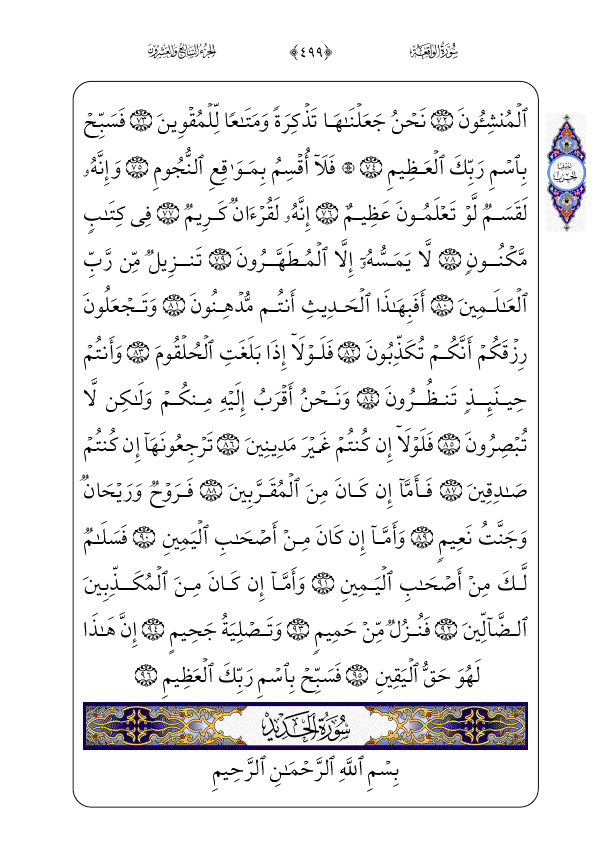 سُورَةُ الوَاقِعَةِ ﴿٤٩٩﴾ الجُزْءُ السَّابِعُ وَالعِشْرُونَ
ٱلۡمُنشِـُٔونَ ٧٢ نَحۡنُ جَعَلۡنَٰهَا تَذۡكِرَةٗ وَمَتَٰعٗا لِّلۡمُقۡوِينَ ٧٣ فَسَبِّحۡ
بِٱسۡمِ رَبِّكَ ٱلۡعَظِيمِ ٧٤ ۞ فَلَآ أُقۡسِمُ بِمَوَٰقِعِ ٱلنُّجُومِ ٧٥ وَإِنَّهُۥ
لَقَسَمٞ لَّوۡ تَعۡلَمُونَ عَظِيمٌ ٧٦ إِنَّهُۥ لَقُرۡءَانٞ كَرِيمٞ ٧٧ فِي كِتَٰبٖ
مَّكۡنُونٖ ٧٨ لَّا يَمَسُّهُۥٓ إِلَّا ٱلۡمُطَهَّرُونَ ٧٩ تَنزِيلٞ مِّن رَّبِّ
ٱلۡعَٰلَمِينَ ٨٠ أَفَبِهَٰذَا ٱلۡحَدِيثِ أَنتُم مُّدۡهِنُونَ ٨١ وَتَجۡعَلُونَ
رِزۡقَكُمۡ أَنَّكُمۡ تُكَذِّبُونَ ٨٢ فَلَوۡلَآ إِذَا بَلَغَتِ ٱلۡحُلۡقُومَ ٨٣ وَأَنتُمۡ
حِينَئِذٖ تَنظُرُونَ ٨٤ وَنَحۡنُ أَقۡرَبُ إِلَيۡهِ مِنكُمۡ وَلَٰكِن لَّا
تُبۡصِرُونَ ٨٥ فَلَوۡلَآ إِن كُنتُمۡ غَيۡرَ مَدِينِينَ ٨٦ تَرۡجِعُونَهَآ إِن كُنتُمۡ
صَٰدِقِينَ ٨٧ فَأَمَّآ إِن كَانَ مِنَ ٱلۡمُقَرَّبِينَ ٨٨ فَرَوۡحٞ وَرَيۡحَانٞ
وَجَنَّتُ نَعِيمٖ ٨٩ وَأَمَّآ إِن كَانَ مِنۡ أَصۡحَٰبِ ٱلۡيَمِينِ ٩٠ فَسَلَٰمٞ
لَّكَ مِنۡ أَصۡحَٰبِ ٱلۡيَمِينِ ٩١ وَأَمَّآ إِن كَانَ مِنَ ٱلۡمُكَذِّبِينَ
ٱلضَّآلِّينَ ٩٢ فَنُزُلٞ مِّنۡ حَمِيمٖ ٩٣ وَتَصۡلِيَةُ جَحِيمٍ ٩٤ إِنَّ هَٰذَا
لَهُوَ حَقُّ ٱلۡيَقِينِ ٩٥ فَسَبِّحۡ بِٱسۡمِ رَبِّكَ ٱلۡعَظِيمِ ٩٦
سُورَةُ الحَدِيدِ
بِسۡمِ ٱللَّهِ ٱلرَّحۡمَٰنِ ٱلرَّحِيمِ